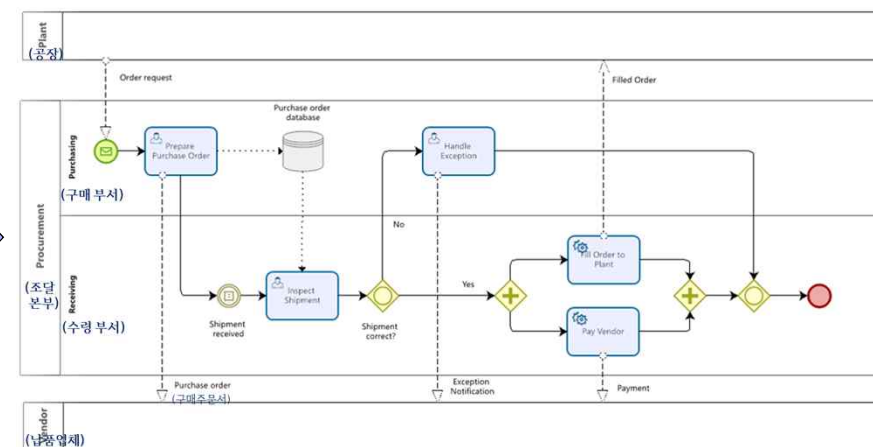 Plant
(공장)
Order request
Filled Order
Purchase order
database
Purchasing
(구매 부서)
Prepare
Purchase Order
Handle
Exception
Procurement
(조달
본부)
No
Receiving
(수령 부서)
Shipment
received
Inspect
Shipment
Shipment
correct?
Yes
Fill Order to
Plant
Pay Vendor
Purchase order
(구매주문서)
Exception
Notification
Payment
Vendor
(납품업체)